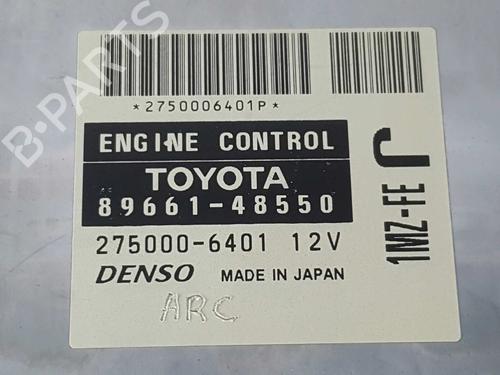 *2750006401P*
ENGINE CONTROL
TOYOTA
89661-48550
275000-6401 12V
DENSO MADE IN JAPAN
ARC
1MZ-FE J
B-PARTS